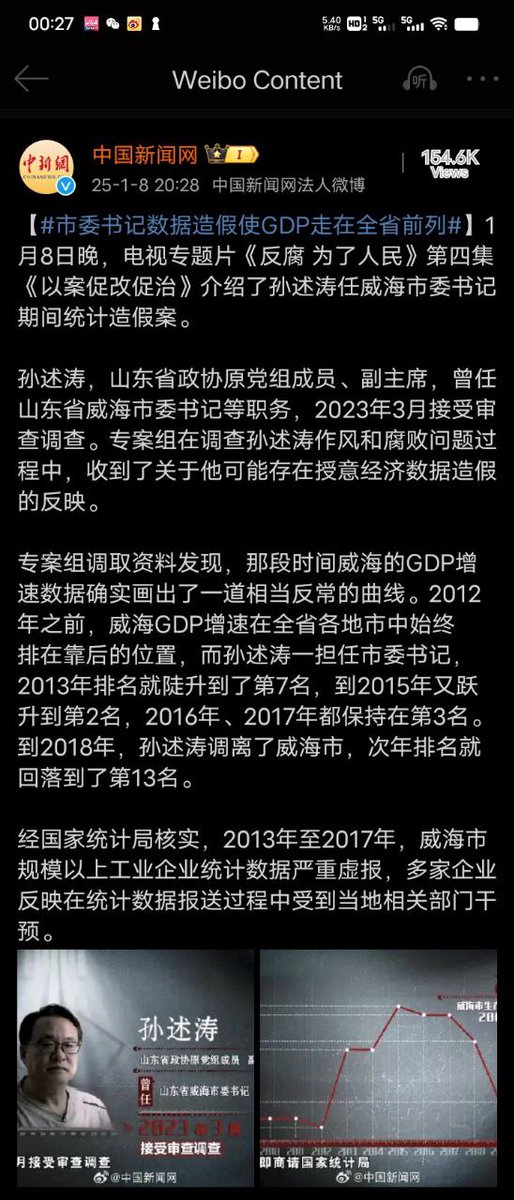 00:27
5.40
KB/s
HD 1
2
5G
5G
Weibo Content
听
中新網
中国新闻网
I
154.6K
Views
25-1-8 20:28 中国新闻网法人微博
【#市委书记数据造假使GDP走在全省前列#】1
月8日晚，电视专题片《反腐 为了人民》第四集
《以案促改促治》介绍了孙述涛任威海市委书记
期间统计造假案。
孙述涛，山东省政协原党组成员、副主席，曾任
山东省威海市委书记等职务，2023年3月接受审
查调查。专案组在调查孙述涛作风和腐败问题过
程中，收到了关于他可能存在授意经济数据造假
的反映。
专案组调取资料发现，那段时间威海的GDP增
速数据确实画出了一道相当反常的曲线。2012
年之前，威海GDP增速在全省各地市中始终
排在靠后的位置，而孙述涛一担任市委书记，
2013年排名就陡升到了第7名，到2015年又跃
升到第2名，2016年、2017年都保持在第3名。
到2018年，孙述涛调离了威海市，次年排名就
回落到了第13名。
经国家统计局核实，2013年至2017年，威海市
规模以上工业企业统计数据严重虚报，多家企业
反映在统计数据报送过程中受到当地相关部门干
预。
孙述涛
山东省政协原党组成员 副
曾任
山东省威海市委书记
2023年3月
接受审查调查
月接受审查调查
@中国新闻网
威海市生产
200
即商请国家统计局
@中国新闻网